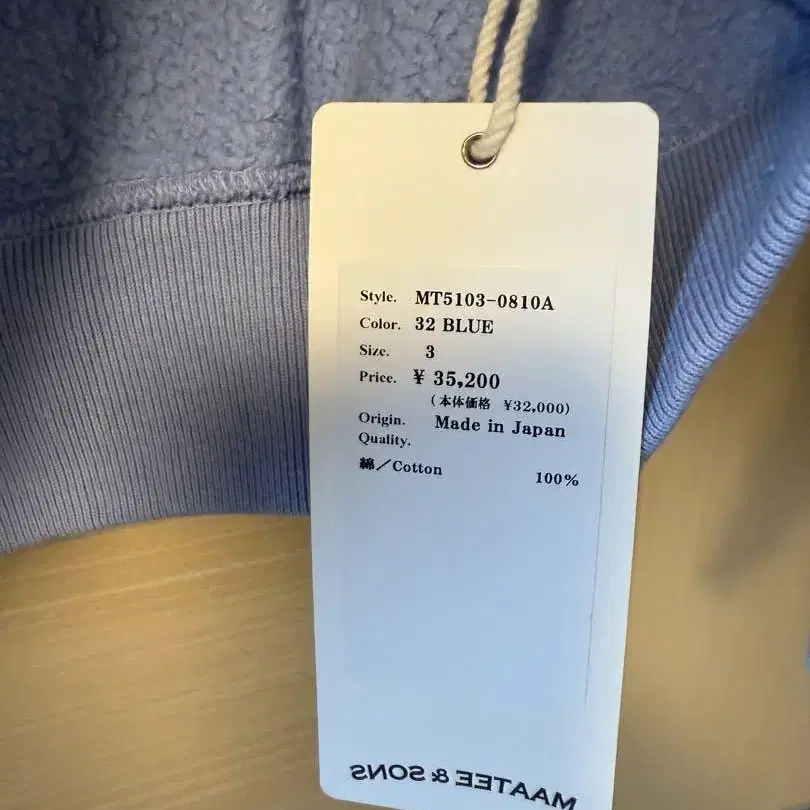 Style. MT5103-0810A
Color. 32 BLUE
Size. 3
Price. ¥ 35,200
(本体価格 ¥32,000)
Origin. Made in Japan
Quality.
綿/Cotton 100%
MAATEE & SONS